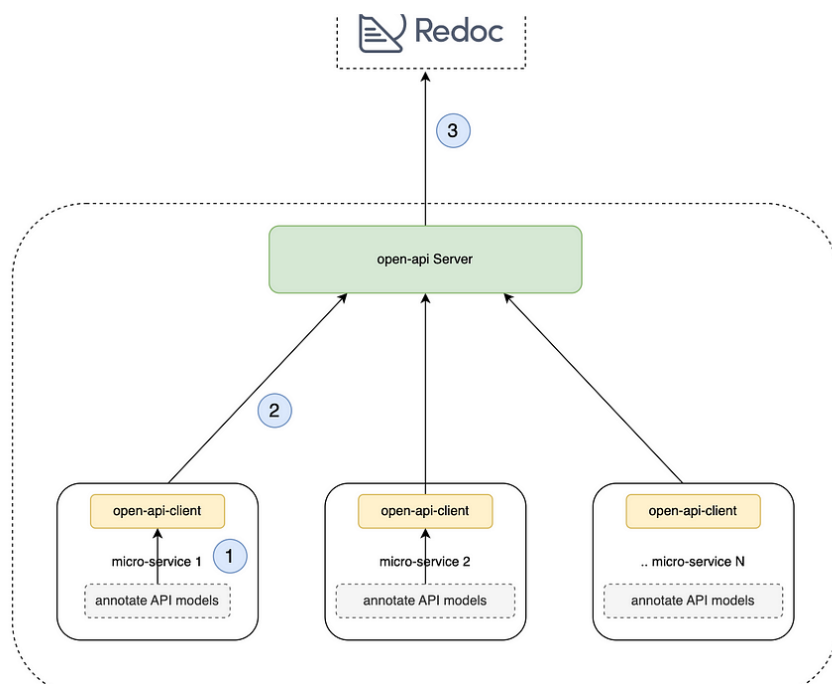 Redoc
3
open-api Server
2
open-api-client
open-api-client
open-api-client
micro-service 1
1
micro-service 2
.. micro-service N
annotate API models
annotate API models
annotate API models